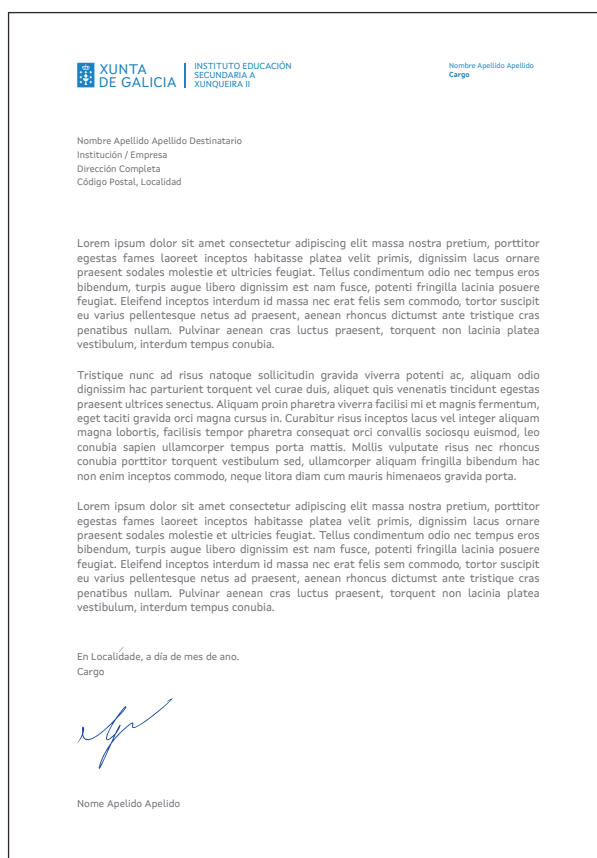 XUNTA
DE GALICIA
INSTITUTO EDUCACIÓN
SECUNDARIA A
XUNQUEIRA II
Nombre Apellido Apellido
Cargo
Nombre Apellido Apellido Destinatario
Institución / Empresa
Dirección Completa
Código Postal, Localidad
Lorem ipsum dolor sit amet consectetur adipiscing elit massa nostra pretium, porttitor
egestas fames laoreet inceptos habitasse platea velit primis, dignissim lacus ornare
praesent sodales molestie et ultricies feugiat. Tellus condimentum odio nec tempus eros
bibendum, turpis augue libero dignissim est nam fusce, potenti fringilla lacinia posuere
feugiat. Eleifend inceptos interdum id massa nec erat felis sem commodo, tortor suscipit
eu varius pellentesque netus ad praesent, aenean rhoncus dictumst ante tristique cras
penatibus nullam. Pulvinar aenean cras luctus praesent, torquent non lacinia platea
vestibulum, interdum tempus conubia.
Tristique nunc ad risus natoque sollicitudin gravida viverra potenti ac, aliquam odio
dignissim hac parturient torquent vel curae duis, aliquet quis venenatis tincidunt egestas
praesent ultrices senectus. Aliquam proin pharetra viverra facilisi mi et magnis fermentum,
eget taciti gravida orci magna cursus in. Curabitur risus inceptos lacus vel integer aliquam
magna lobortis, facilisis tempor pharetra consequat orci convallis sociosqu euismod, leo
conubia sapien ullamcorper tempus porta mattis. Mollis vulputate risus nec rhoncus
conubia porttitor torquent vestibulum sed, ullamcorper aliquam fringilla bibendum hac
non enim inceptos commodo, neque litora diam cum mauris himenaeos gravida porta.
Lorem ipsum dolor sit amet consectetur adipiscing elit massa nostra pretium, porttitor
egestas fames laoreet inceptos habitasse platea velit primis, dignissim lacus ornare
praesent sodales molestie et ultricies feugiat. Tellus condimentum odio nec tempus eros
bibendum, turpis augue libero dignissim est nam fusce, potenti fringilla lacinia posuere
feugiat. Eleifend inceptos interdum id massa nec erat felis sem commodo, tortor suscipit
eu varius pellentesque netus ad praesent, aenean rhoncus dictumst ante tristique cras
penatibus nullam. Pulvinar aenean cras luctus praesent, torquent non lacinia platea
vestibulum, interdum tempus conubia.
En Localidade, a día de mes de ano.
Cargo
Nome Apelido Apelido